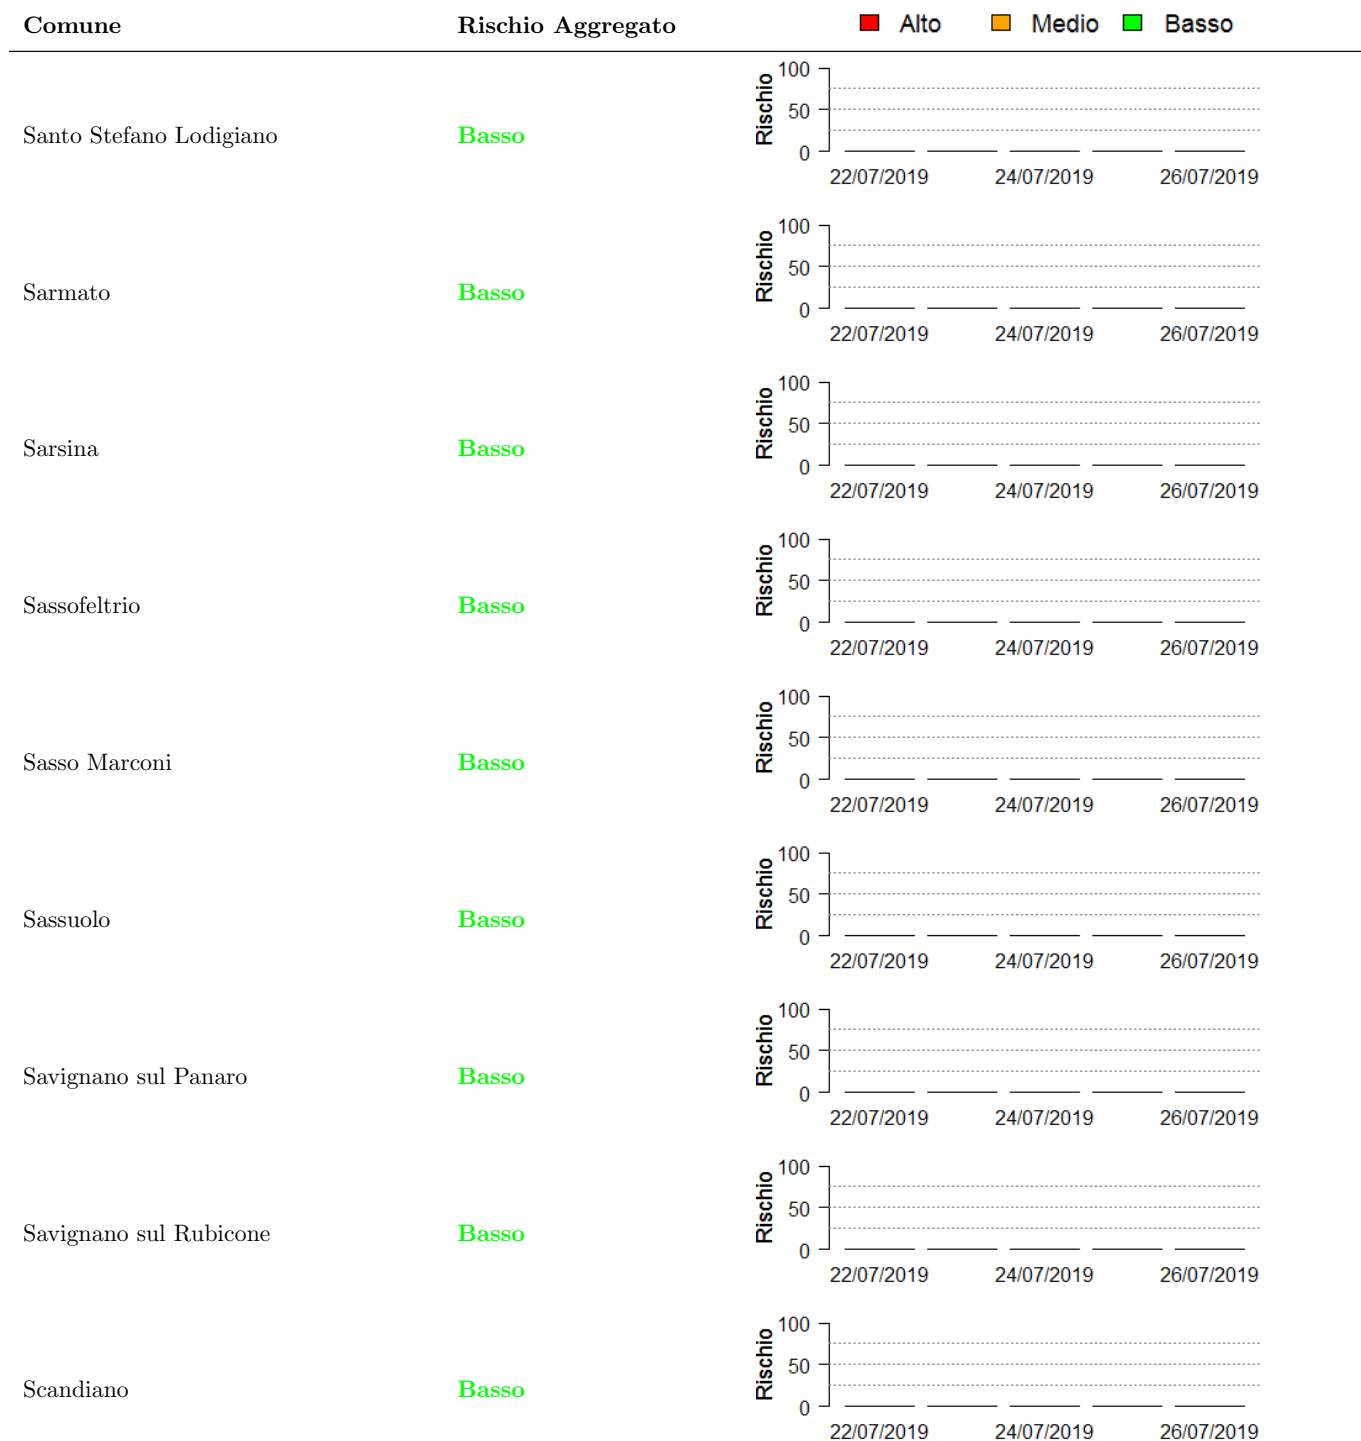 Comune Rischio Aggregato Alto Medio Basso
100
50
0
Rischio
Santo Stefano Lodigiano Basso
22/07/2019 24/07/2019 26/07/2019
100
50
0
Rischio
Sarmato Basso
22/07/2019 24/07/2019 26/07/2019
100
50
0
Rischio
Sarsina Basso
22/07/2019 24/07/2019 26/07/2019
100
50
0
Rischio
Sassofeltrio Basso
22/07/2019 24/07/2019 26/07/2019
100
50
0
Rischio
Sasso Marconi Basso
22/07/2019 24/07/2019 26/07/2019
100
50
0
Rischio
Sassuolo Basso
22/07/2019 24/07/2019 26/07/2019
100
50
0
Rischio
Savignano sul Panaro Basso
22/07/2019 24/07/2019 26/07/2019
100
50
0
Rischio
Savignano sul Rubicone Basso
22/07/2019 24/07/2019 26/07/2019
100
50
0
Rischio
Scandiano Basso
22/07/2019 24/07/2019 26/07/2019